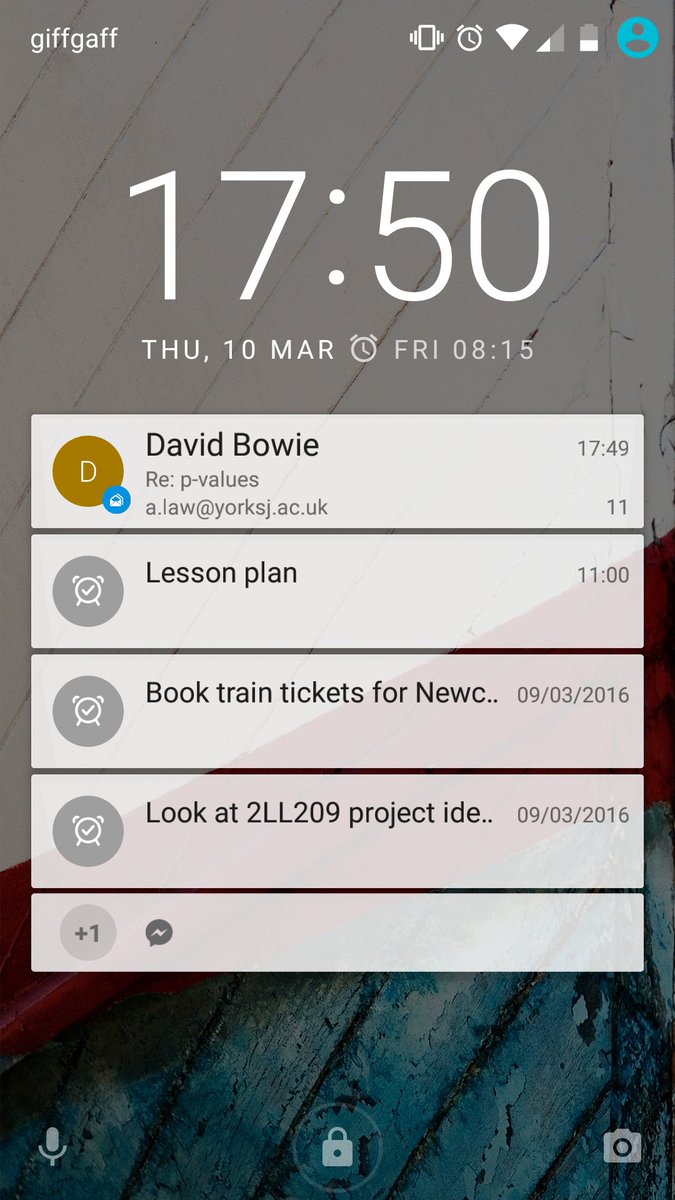 giffgaff
17:50
THU, 10 MAR FRI 08:15
David Bowie 17:49
Re: p-values
a.law@yorksj.ac.uk 11
D
Lesson plan 11:00
Book train tickets for Newc.. 09/03/2016
Look at 2LL209 project ide.. 09/03/2016
+1